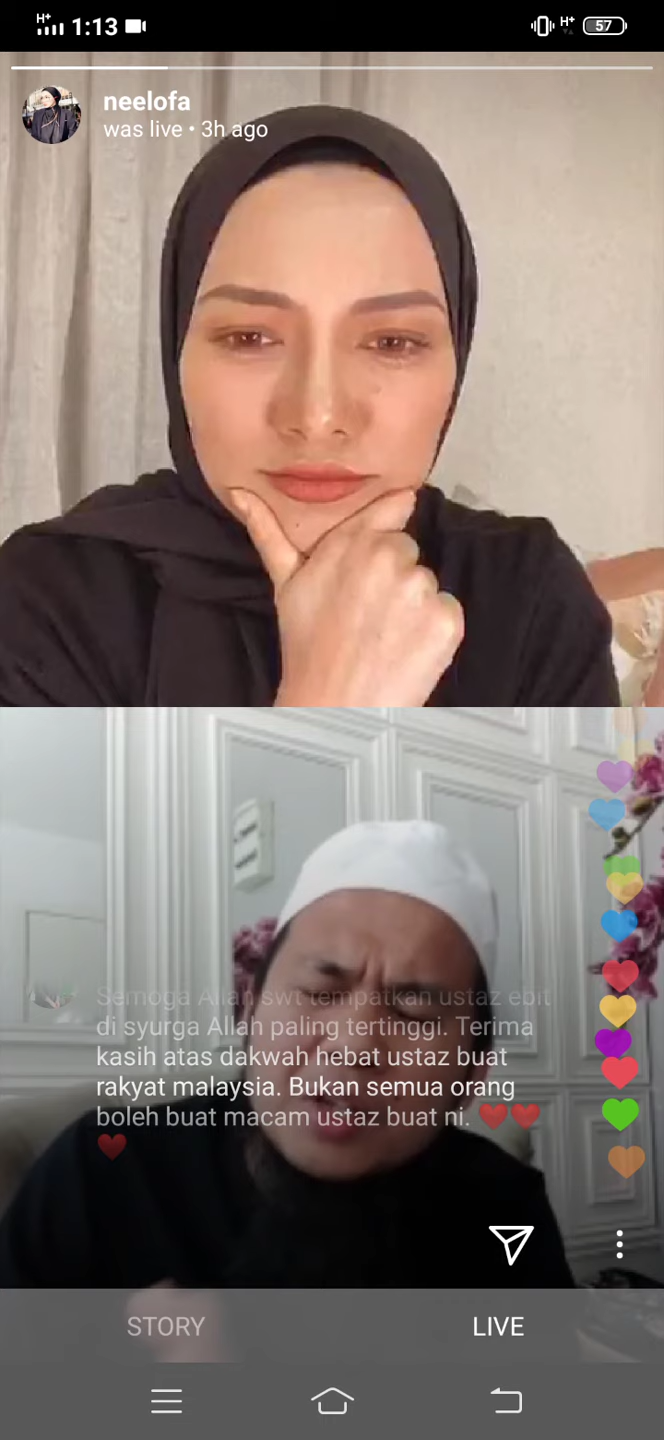 H+ 1:13 H+ 57
neelofa
was live • 3h ago
Semoga Allah swt tempatkan ustaz ebit
di syurga Allah paling tertinggi. Terima
kasih atas dakwah hebat ustaz buat
rakyat malaysia. Bukan semua orang
boleh buat macam ustaz buat ni. ❤️❤️
❤️
STORY LIVE